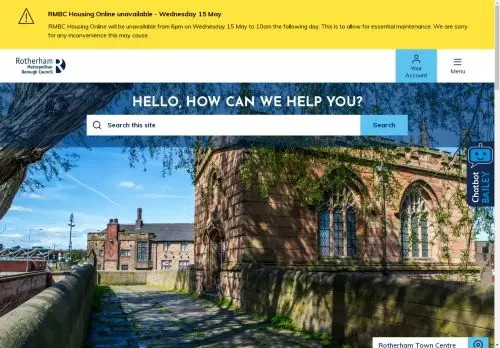 RMBC Housing Online unavailable - Wednesday 15 May
RMBC Housing Online will be unavailable from 6pm on Wednesday 15 May to 10am the following day. This is to allow for essential maintenance. We are sorry
for any inconvenience this may cause.
Rotherham
Metropolitan
Borough Council
Your
Account
Menu
HELLO, HOW CAN WE HELP YOU?
Search this site
Search
Chatbot
BAILEY
Rotherham Town Centre